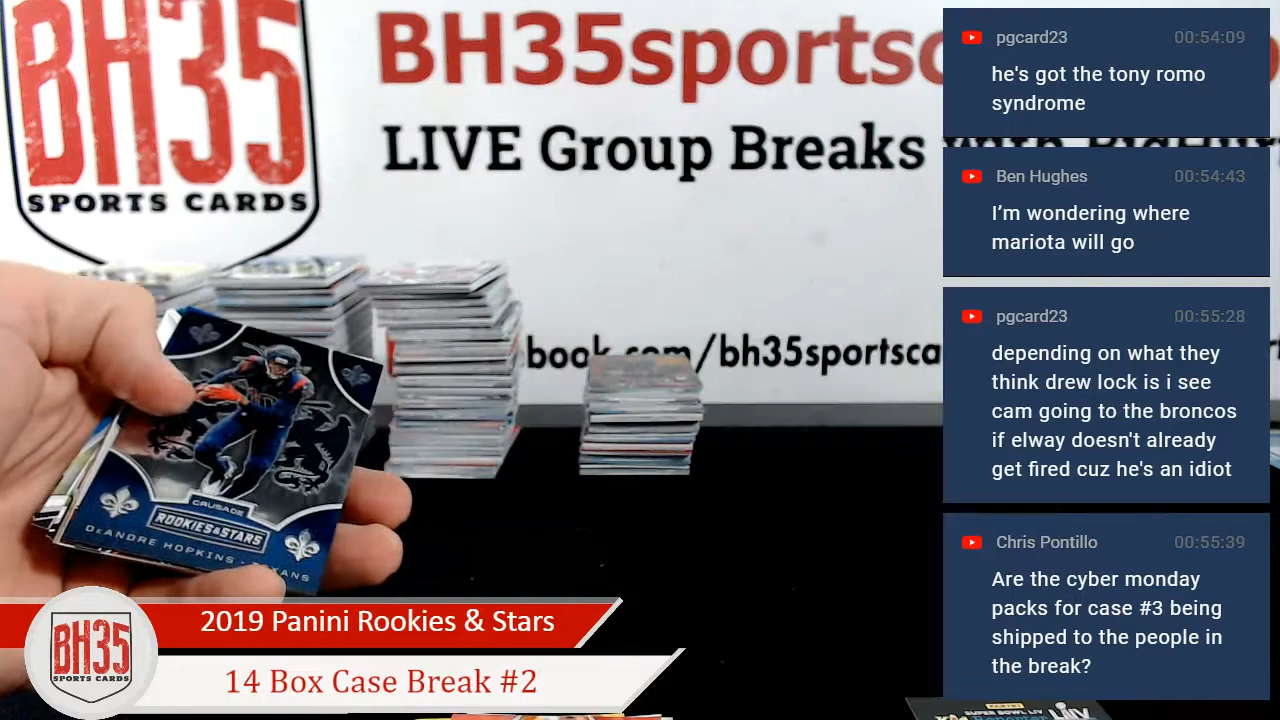 BH35
SPORTS CARDS
BH35sportsc
LIVE Group Breaks
book.com/bh35sportsca
CRUSADE
ROOKIES&STARS
DEANDRE HOPKINS
2019 Panini Rookies & Stars
14 Box Case Break #2
BH35
SPORTS CARDS
pgcard23 00:54:09
he's got the tony romo
syndrome
Ben Hughes 00:54:43
I’m wondering where
mariota will go
pgcard23 00:55:28
depending on what they
think drew lock is i see
cam going to the broncos
if elway doesn't already
get fired cuz he's an idiot
Chris Pontillo 00:55:39
Are the cyber monday
packs for case #3 being
shipped to the people in
the break?
PANINI
SUPER BOWL LIV